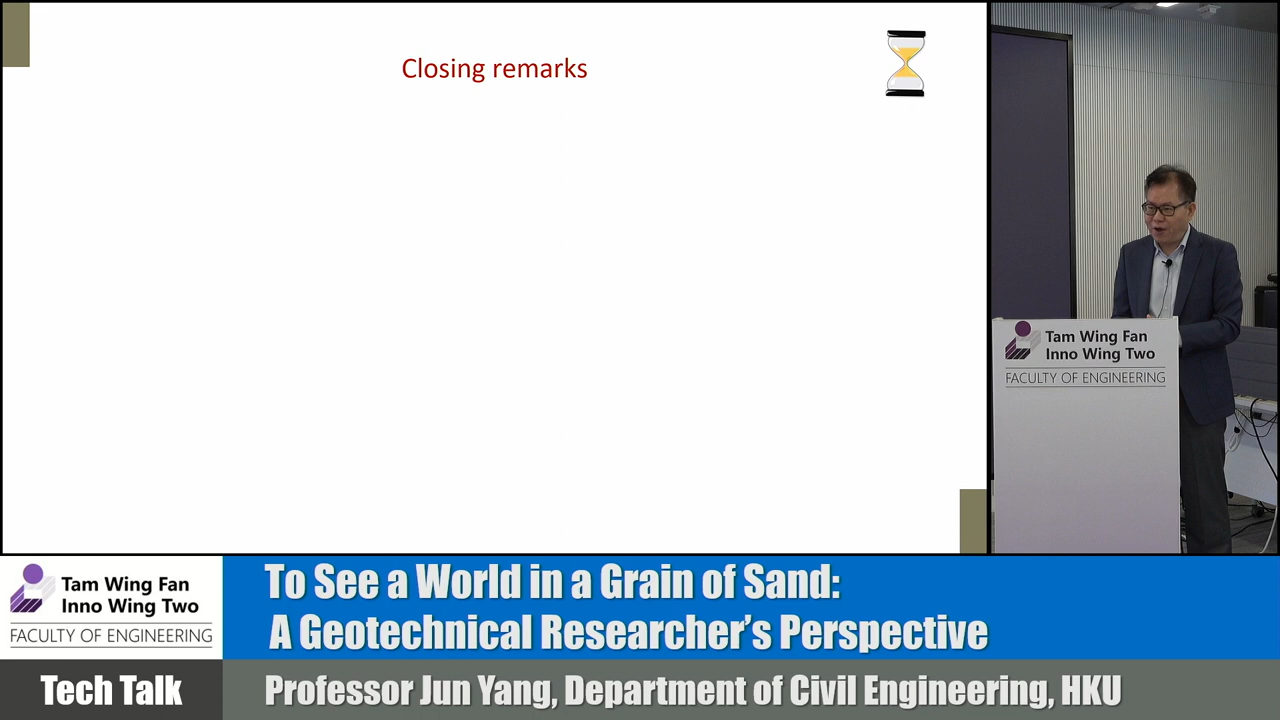 Closing remarks
Tam Wing Fan
Inno Wing Two
FACULTY OF ENGINEERING
Tam Wing Fan
Inno Wing Two
FACULTY OF ENGINEERING
To See a World in a Grain of Sand:
A Geotechnical Researcher's Perspective
Tech Talk
Professor Jun Yang, Department of Civil Engineering, HKU